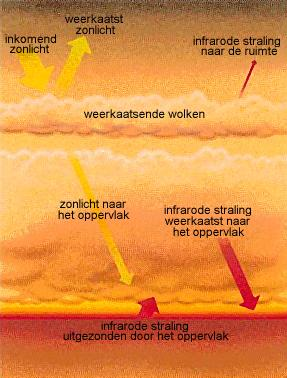 weerkaatst
zonlicht
inkomend
zonlicht
infrarode straling
naar de ruimte
weerkaatsende wolken
zonlicht naar
het oppervlak
infrarode straling
weerkaatst naar
het oppervlak
infrarode straling
uitgezonden door het oppervlak